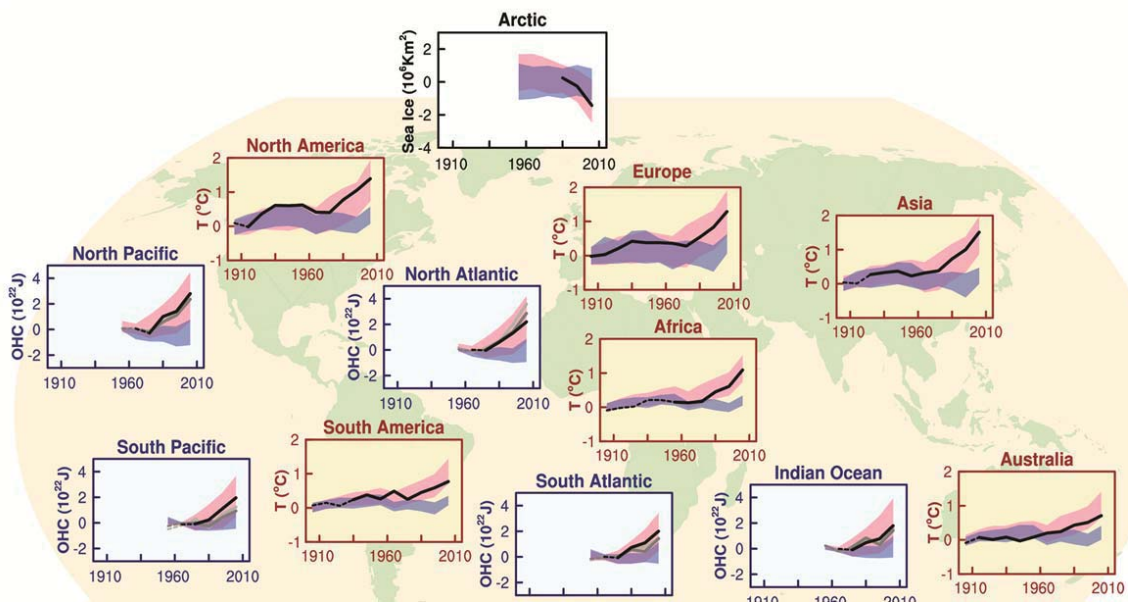 Arctic
Sea Ice (10⁶Km²)
2
0
-2
-4
1910 1960 2010
North America
T (°C)
2
1
0
-1
1910 1960 2010
Europe
T (°C)
2
1
0
-1
1910 1960 2010
Asia
T (°C)
2
1
0
-1
1910 1960 2010
North Pacific
OHC (10²²J)
4
2
0
-2
1910 1960 2010
North Atlantic
OHC (10²²J)
4
2
0
-2
1910 1960 2010
Africa
T (°C)
2
1
0
-1
1910 1960 2010
South Pacific
OHC (10²²J)
4
2
0
-2
1910 1960 2010
South America
T (°C)
2
1
0
-1
1910 1960 2010
South Atlantic
OHC (10²²J)
4
2
0
Indian Ocean
OHC (10²²J)
4
2
0
-2
1910 1960 2010
Australia
T (°C)
2
1
0
-1
1910 1960 2010